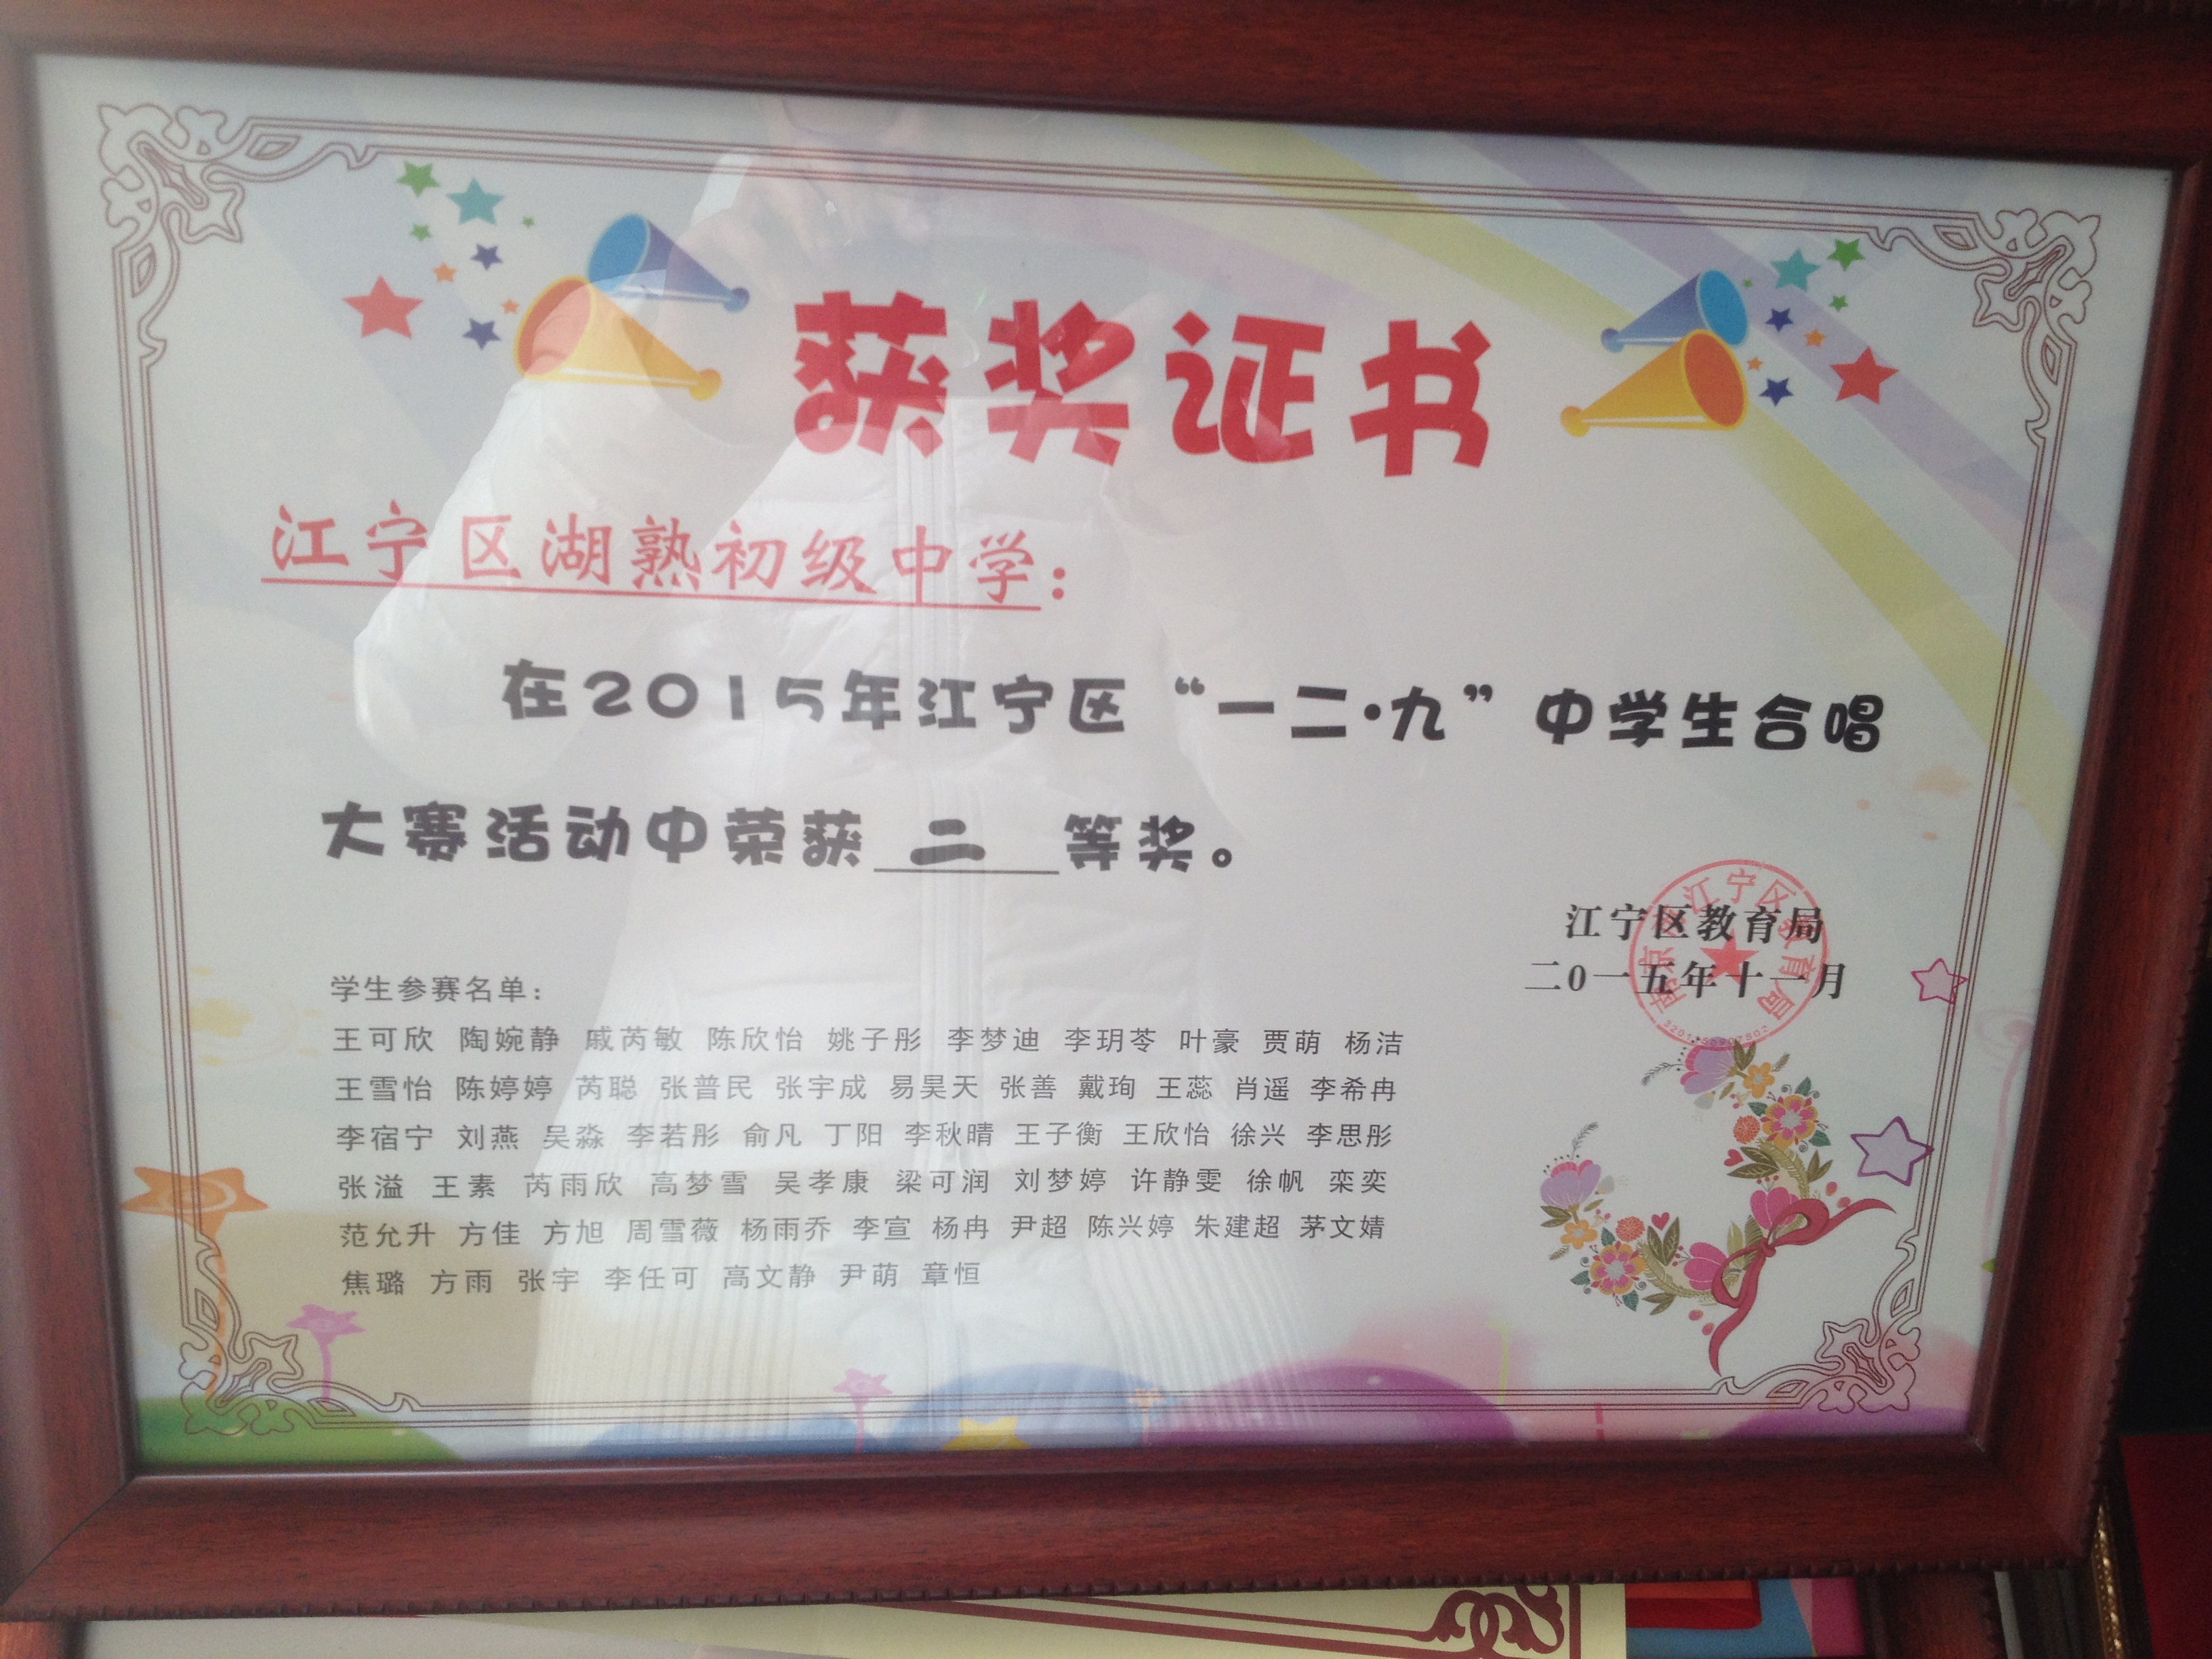 获奖证书
江宁区湖熟初级中学：
在2015年江宁区“一二·九”中学生合唱
大赛活动中荣获 二 等奖。
江宁区教育局
二0一五年十一月
南京市江宁区教育局
学生参赛名单：
王可欣 陶婉静 戚芮敏 陈欣怡 姚子彤 李梦迪 李玥苓 叶豪 贾萌 杨洁
王雪怡 陈婷婷 芮聪 张普民 张宇成 易昊天 张善 戴珣 王蕊 肖遥 李希冉
李宿宁 刘燕 吴淼 李若彤 俞凡 丁阳 李秋晴 王子衡 王欣怡 徐兴 李思彤
张溢 王素 芮雨欣 高梦雪 吴孝康 梁可润 刘梦婷 许静雯 徐帆 栾奕
范允升 方佳 方旭 周雪薇 杨雨乔 李宣 杨冉 尹超 陈兴婷 朱建超 茅文婧
焦璐 方雨 张宇 李任可 高文静 尹萌 章恒